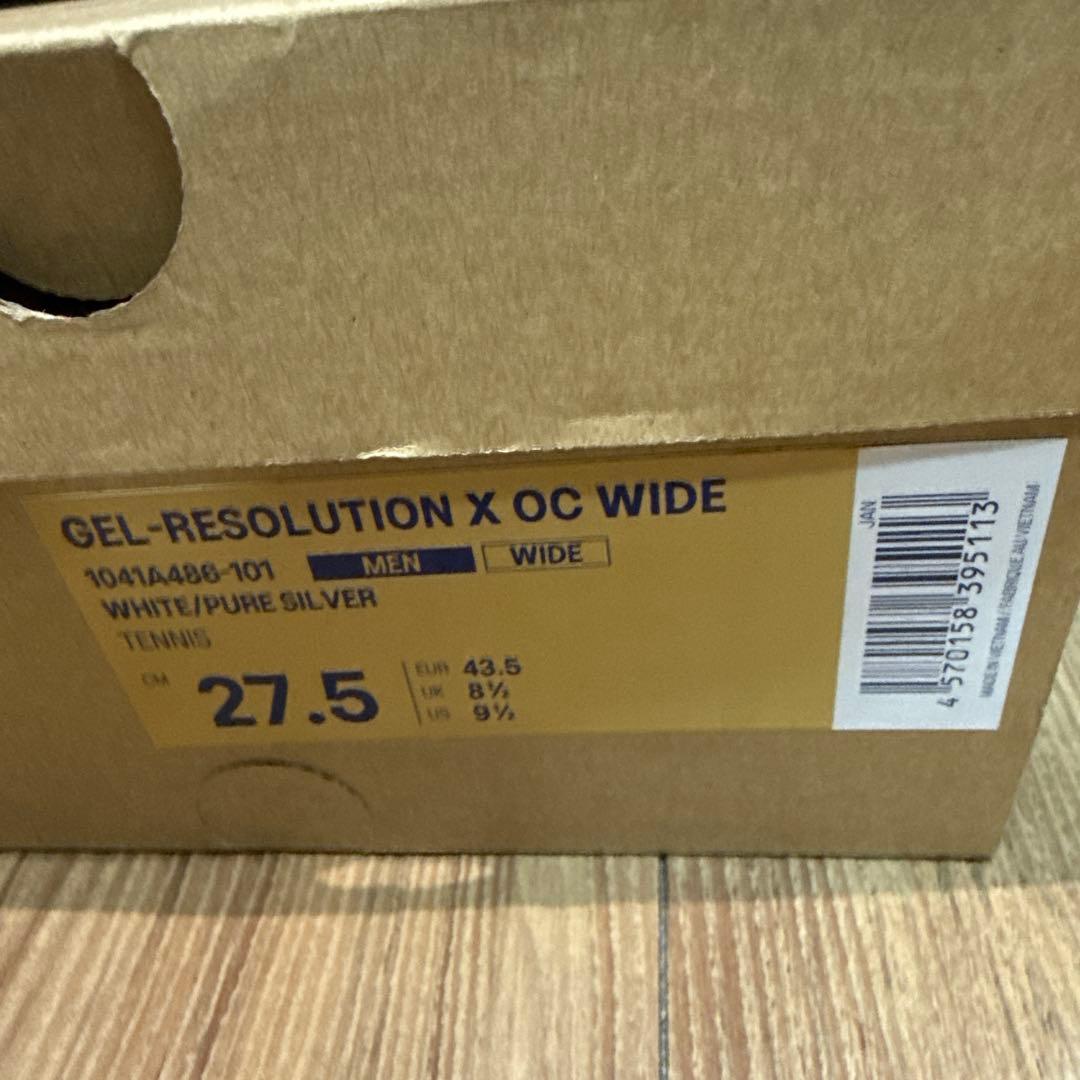 GEL-RESOLUTION X OC WIDE
1041A486-101 MEN WIDE
WHITE/PURE SILVER
TENNIS
CM 27.5
EUR 43.5
UK 8½
US 9½
JAN
4 570158 395113
MADE IN VIETNAM / FABRIQUÉ AU VIETNAM